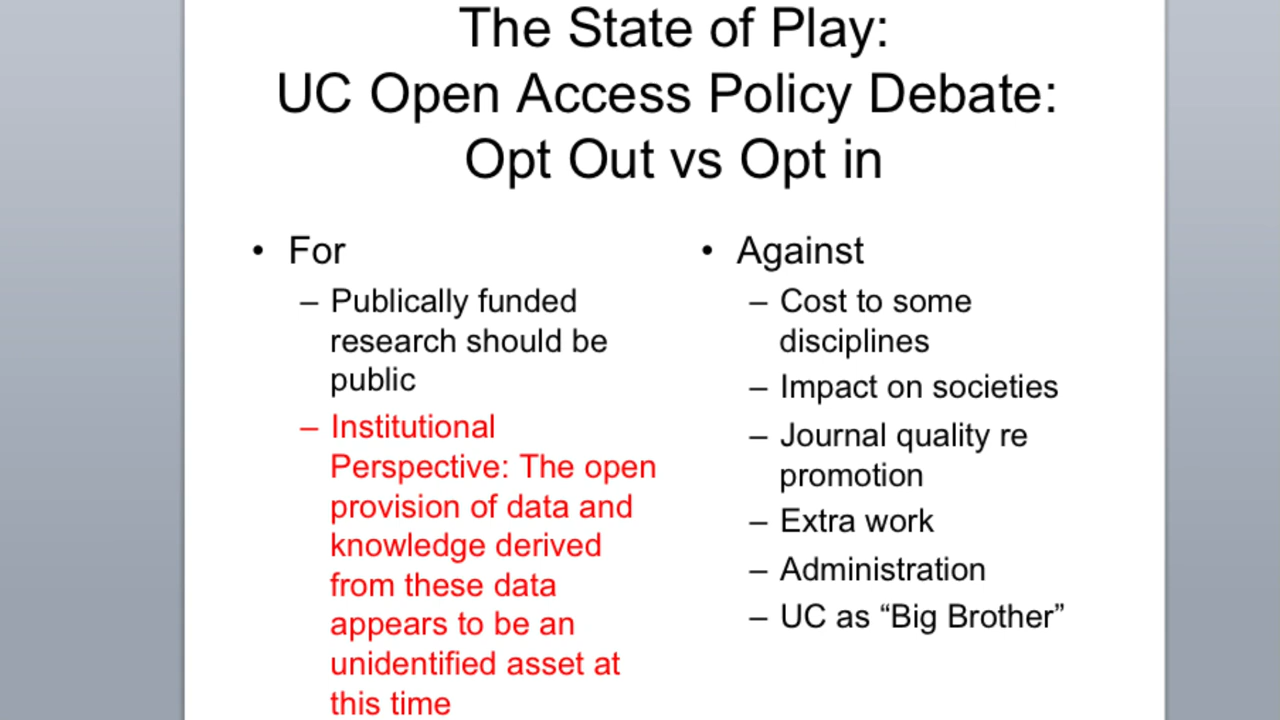 The State of Play:
UC Open Access Policy Debate:
Opt Out vs Opt in
• For
– Publically funded
research should be
public
– Institutional
Perspective: The open
provision of data and
knowledge derived
from these data
appears to be an
unidentified asset at
this time
• Against
– Cost to some
disciplines
– Impact on societies
– Journal quality re
promotion
– Extra work
– Administration
– UC as “Big Brother”